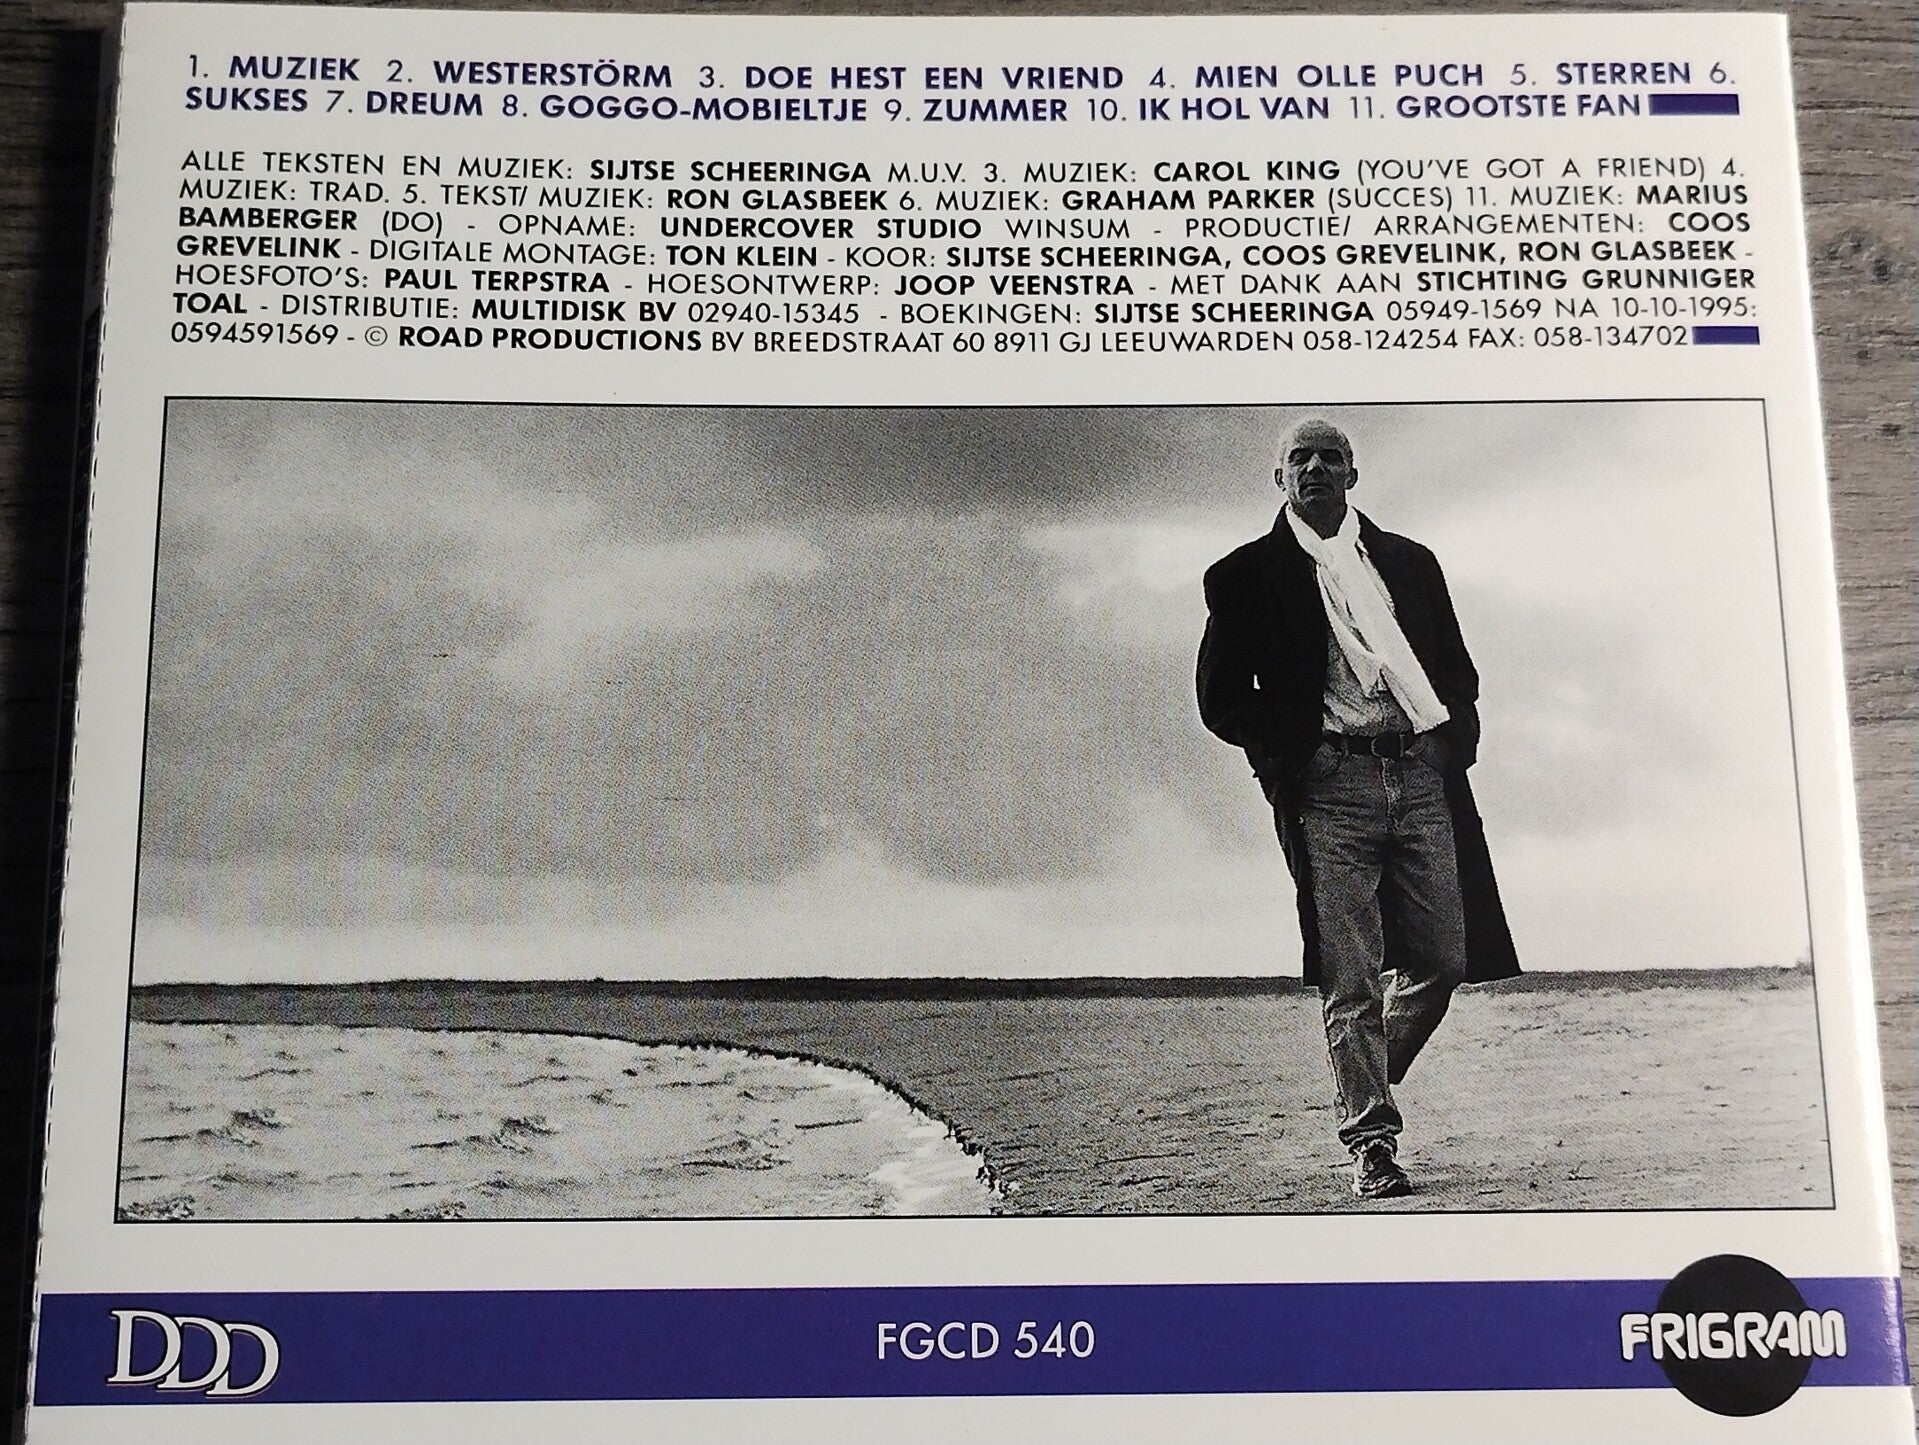 1. MUZIEK 2. WESTERSTÖRM 3. DOE HEST EEN VRIEND 4. MIEN OLLE PUCH 5. STERREN 6.
SUKSES 7. DREUM 8. GOGGO-MOBIELTJE 9. ZUMMER 10. IK HOL VAN 11. GROOTSTE FAN
ALLE TEKSTEN EN MUZIEK: SIJTSE SCHEERINGA M.U.V. 3. MUZIEK: CAROL KING (YOU'VE GOT A FRIEND) 4.
MUZIEK: TRAD. 5. TEKST/ MUZIEK: RON GLASBEEK 6. MUZIEK: GRAHAM PARKER (SUCCES) 11. MUZIEK: MARIUS
BAMBERGER (DO) - OPNAME: UNDERCOVER STUDIO WINSUM - PRODUCTIE/ ARRANGEMENTEN: COOS
GREVELINK - DIGITALE MONTAGE: TON KLEIN - KOOR: SIJTSE SCHEERINGA, COOS GREVELINK, RON GLASBEEK -
HOESFOTO'S: PAUL TERPSTRA - HOESONTWERP: JOOP VEENSTRA - MET DANK AAN STICHTING GRUNNIGER
TOAL - DISTRIBUTIE: MULTIDISK BV 02940-15345 - BOEKINGEN: SIJTSE SCHEERINGA 05949-1569 NA 10-10-1995:
0594591569 - © ROAD PRODUCTIONS BV BREEDSTRAAT 60 8911 GJ LEEUWARDEN 058-124254 FAX: 058-134702
DDD FGCD 540 FRIGRAM